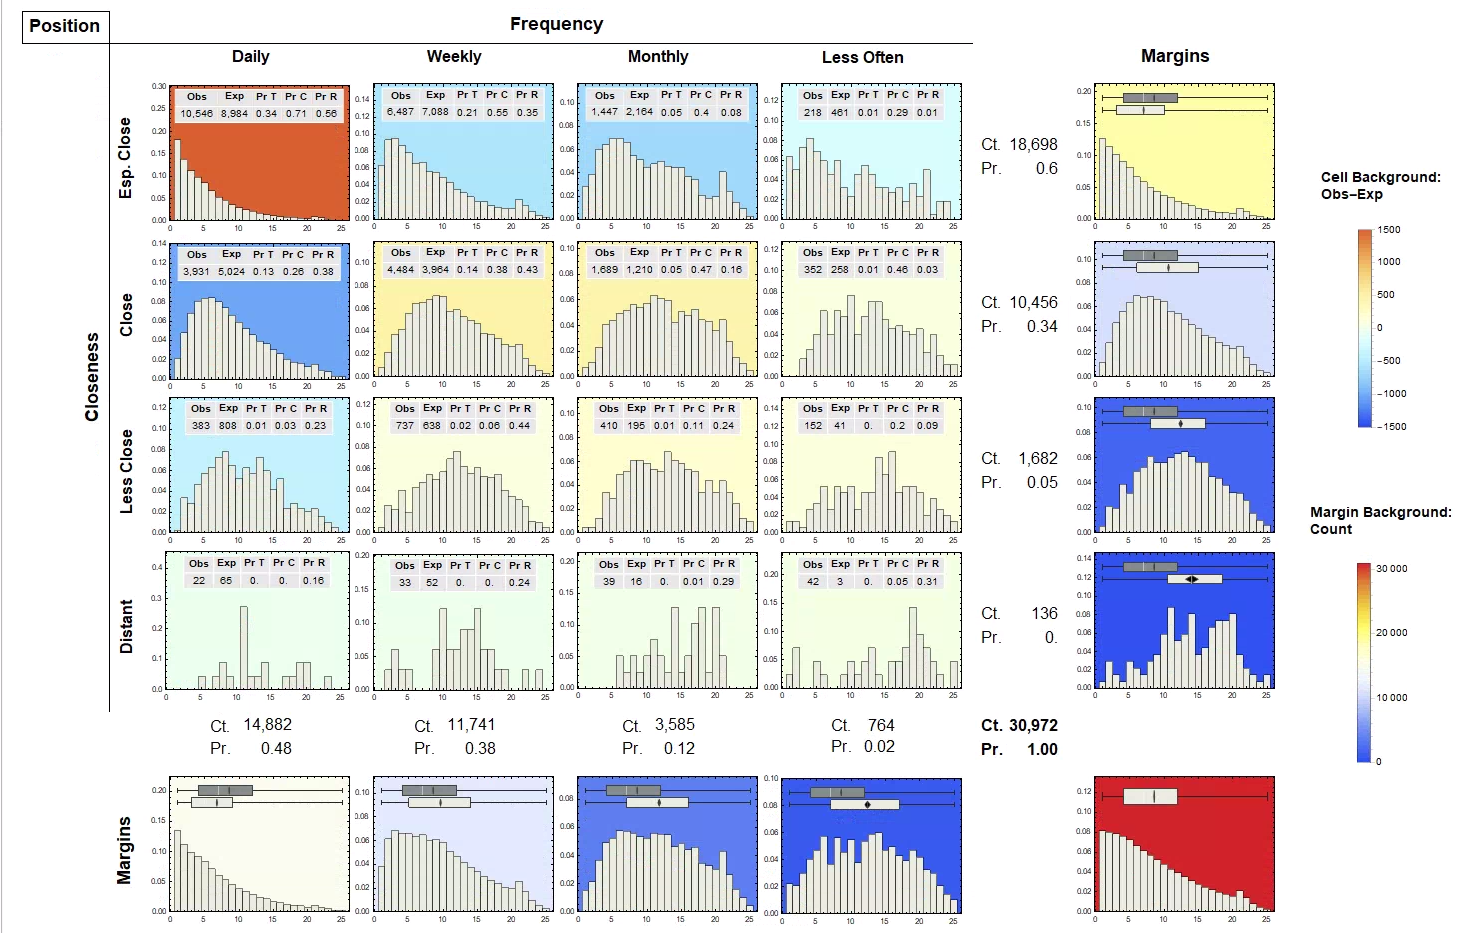 Position
Frequency
Daily Weekly Monthly Less Often Margins
Closeness
Esp. Close
Obs Exp Pr T Pr C Pr R
10,546 8,984 0.34 0.71 0.56
Obs Exp Pr T Pr C Pr R
6,487 7,088 0.21 0.55 0.35
Obs Exp Pr T Pr C Pr R
1,447 2,164 0.05 0.4 0.08
Obs Exp Pr T Pr C Pr R
218 461 0.01 0.29 0.01
Ct. 18,698
Pr. 0.6
Close
Obs Exp Pr T Pr C Pr R
3,931 5,024 0.13 0.26 0.38
Obs Exp Pr T Pr C Pr R
4,484 3,964 0.14 0.38 0.43
Obs Exp Pr T Pr C Pr R
1,689 1,210 0.05 0.47 0.16
Obs Exp Pr T Pr C Pr R
352 258 0.01 0.46 0.03
Ct. 10,456
Pr. 0.34
Less Close
Obs Exp Pr T Pr C Pr R
383 808 0.01 0.03 0.23
Obs Exp Pr T Pr C Pr R
737 638 0.02 0.06 0.44
Obs Exp Pr T Pr C Pr R
410 195 0.01 0.11 0.24
Obs Exp Pr T Pr C Pr R
152 41 0. 0.2 0.09
Ct. 1,682
Pr. 0.05
Distant
Obs Exp Pr T Pr C Pr R
22 65 0. 0. 0.16
Obs Exp Pr T Pr C Pr R
33 52 0. 0. 0.24
Obs Exp Pr T Pr C Pr R
39 16 0. 0.01 0.29
Obs Exp Pr T Pr C Pr R
42 3 0. 0.05 0.31
Ct. 136
Pr. 0.
Ct. 14,882
Pr. 0.48
Ct. 11,741
Pr. 0.38
Ct. 3,585
Pr. 0.12
Ct. 764
Pr. 0.02
Ct. 30,972
Pr. 1.00
Margins
Cell Background:
Obs–Exp
1500
1000
500
0
−500
−1000
−1500
Margin Background:
Count
30 000
20 000
10 000
0